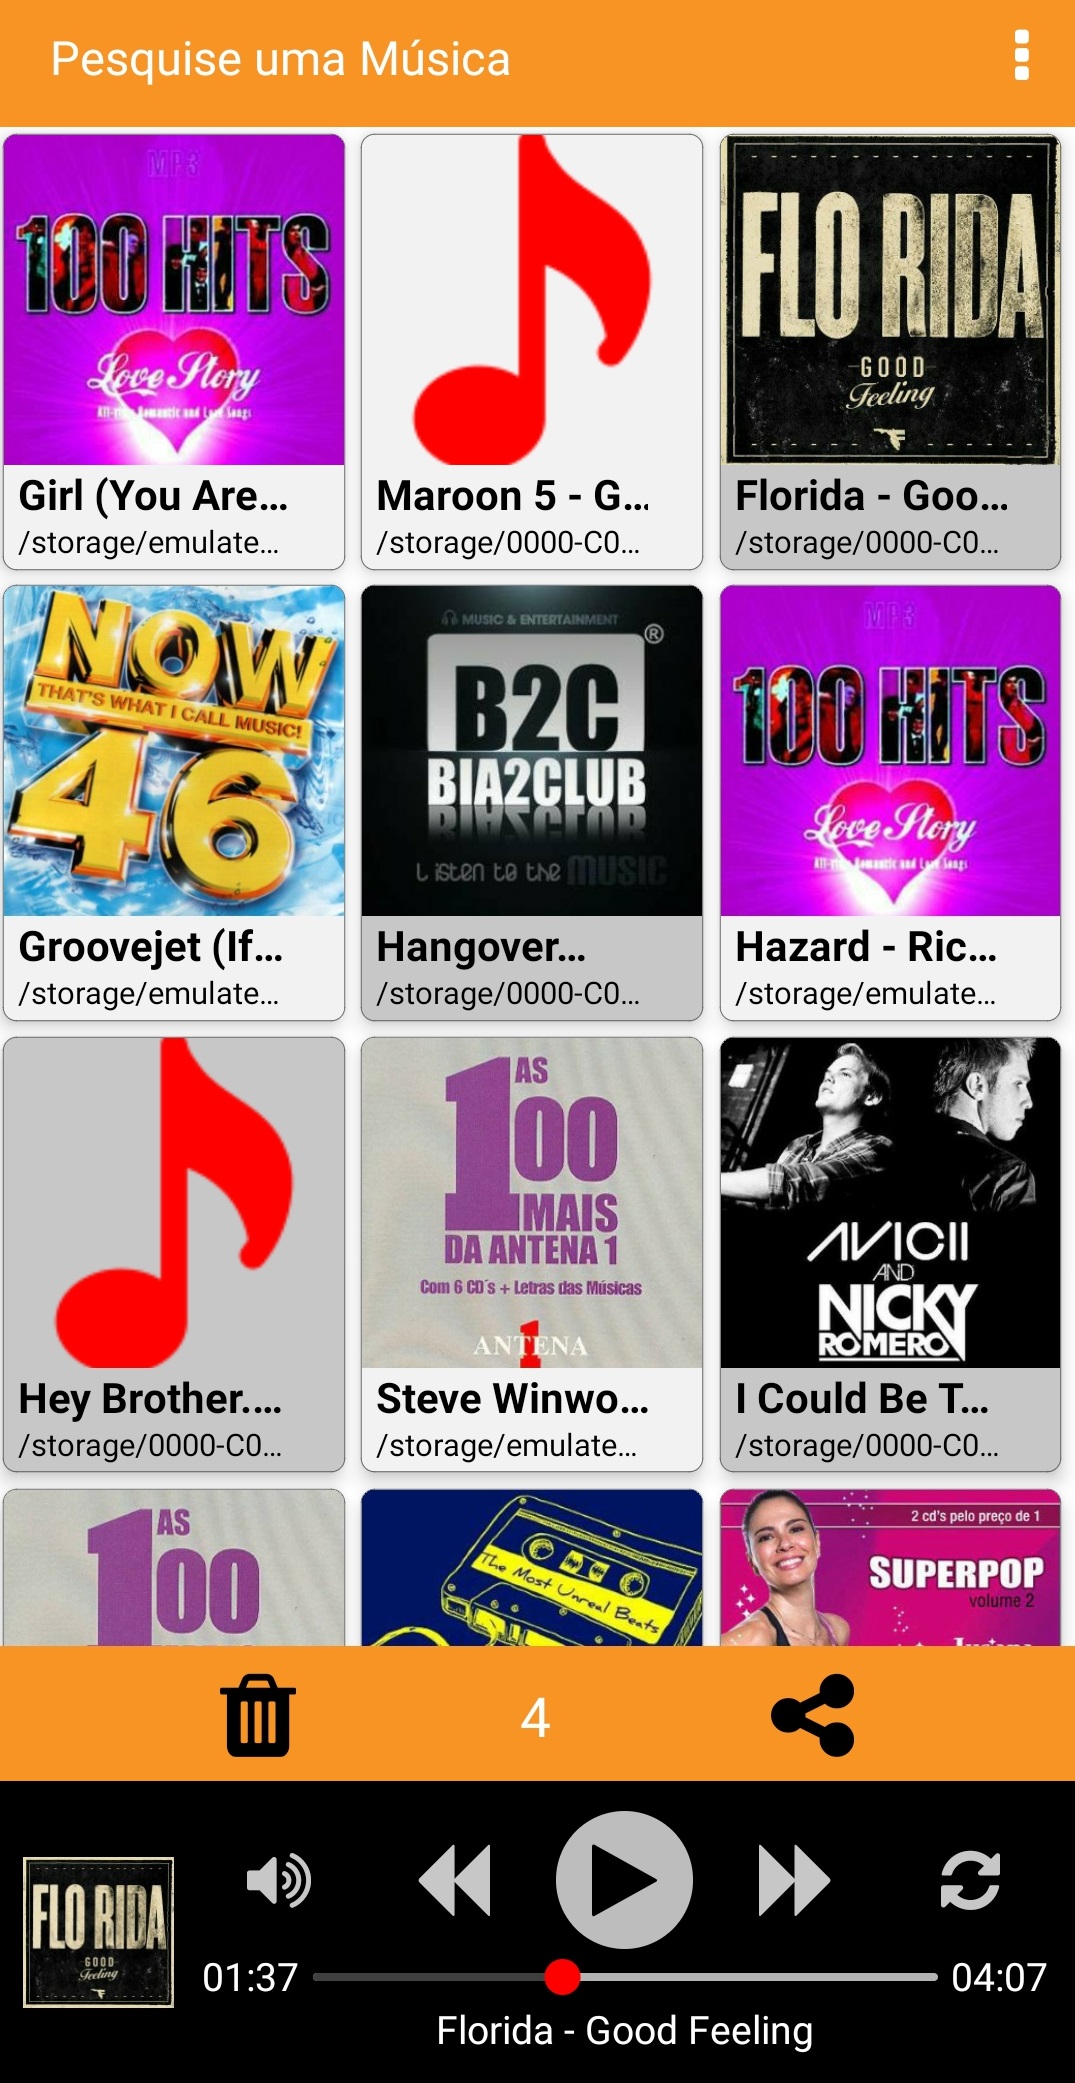 Pesquise uma Música
MP3
100 HITS
Love Story
All-time Romantic and Love Songs
Girl (You Are...
/storage/emulate...
Maroon 5 - G...
/storage/0000-C0...
FLO RIDA
GOOD
Feeling
Florida - Goo...
/storage/0000-C0...
NOW
THAT'S WHAT I CALL MUSIC!
46
Groovejet (If...
/storage/emulate...
MUSIC & ENTERTAINMENT
®
B2C
BIA2CLUB
Listen to the MUSIC
Hangover...
/storage/0000-C0...
MP3
100 HITS
Love Story
All-time Romantic and Love Songs
Hazard - Ric...
/storage/emulate...
Hey Brother....
/storage/0000-C0...
AS
100
MAIS
DA ANTENA 1
Com 6 CD´s + Letras das Músicas
ANTENA
1
Steve Winwo...
/storage/emulate...
AVICII
AND
NICKY
ROMERO
I Could Be T...
/storage/0000-C0...
AS
100
The Most Unreal Beats
2 cd's pelo preço de 1
SUPERPOP
volume 2
4
FLO RIDA
GOOD
Feeling
01:37
04:07
Florida - Good Feeling